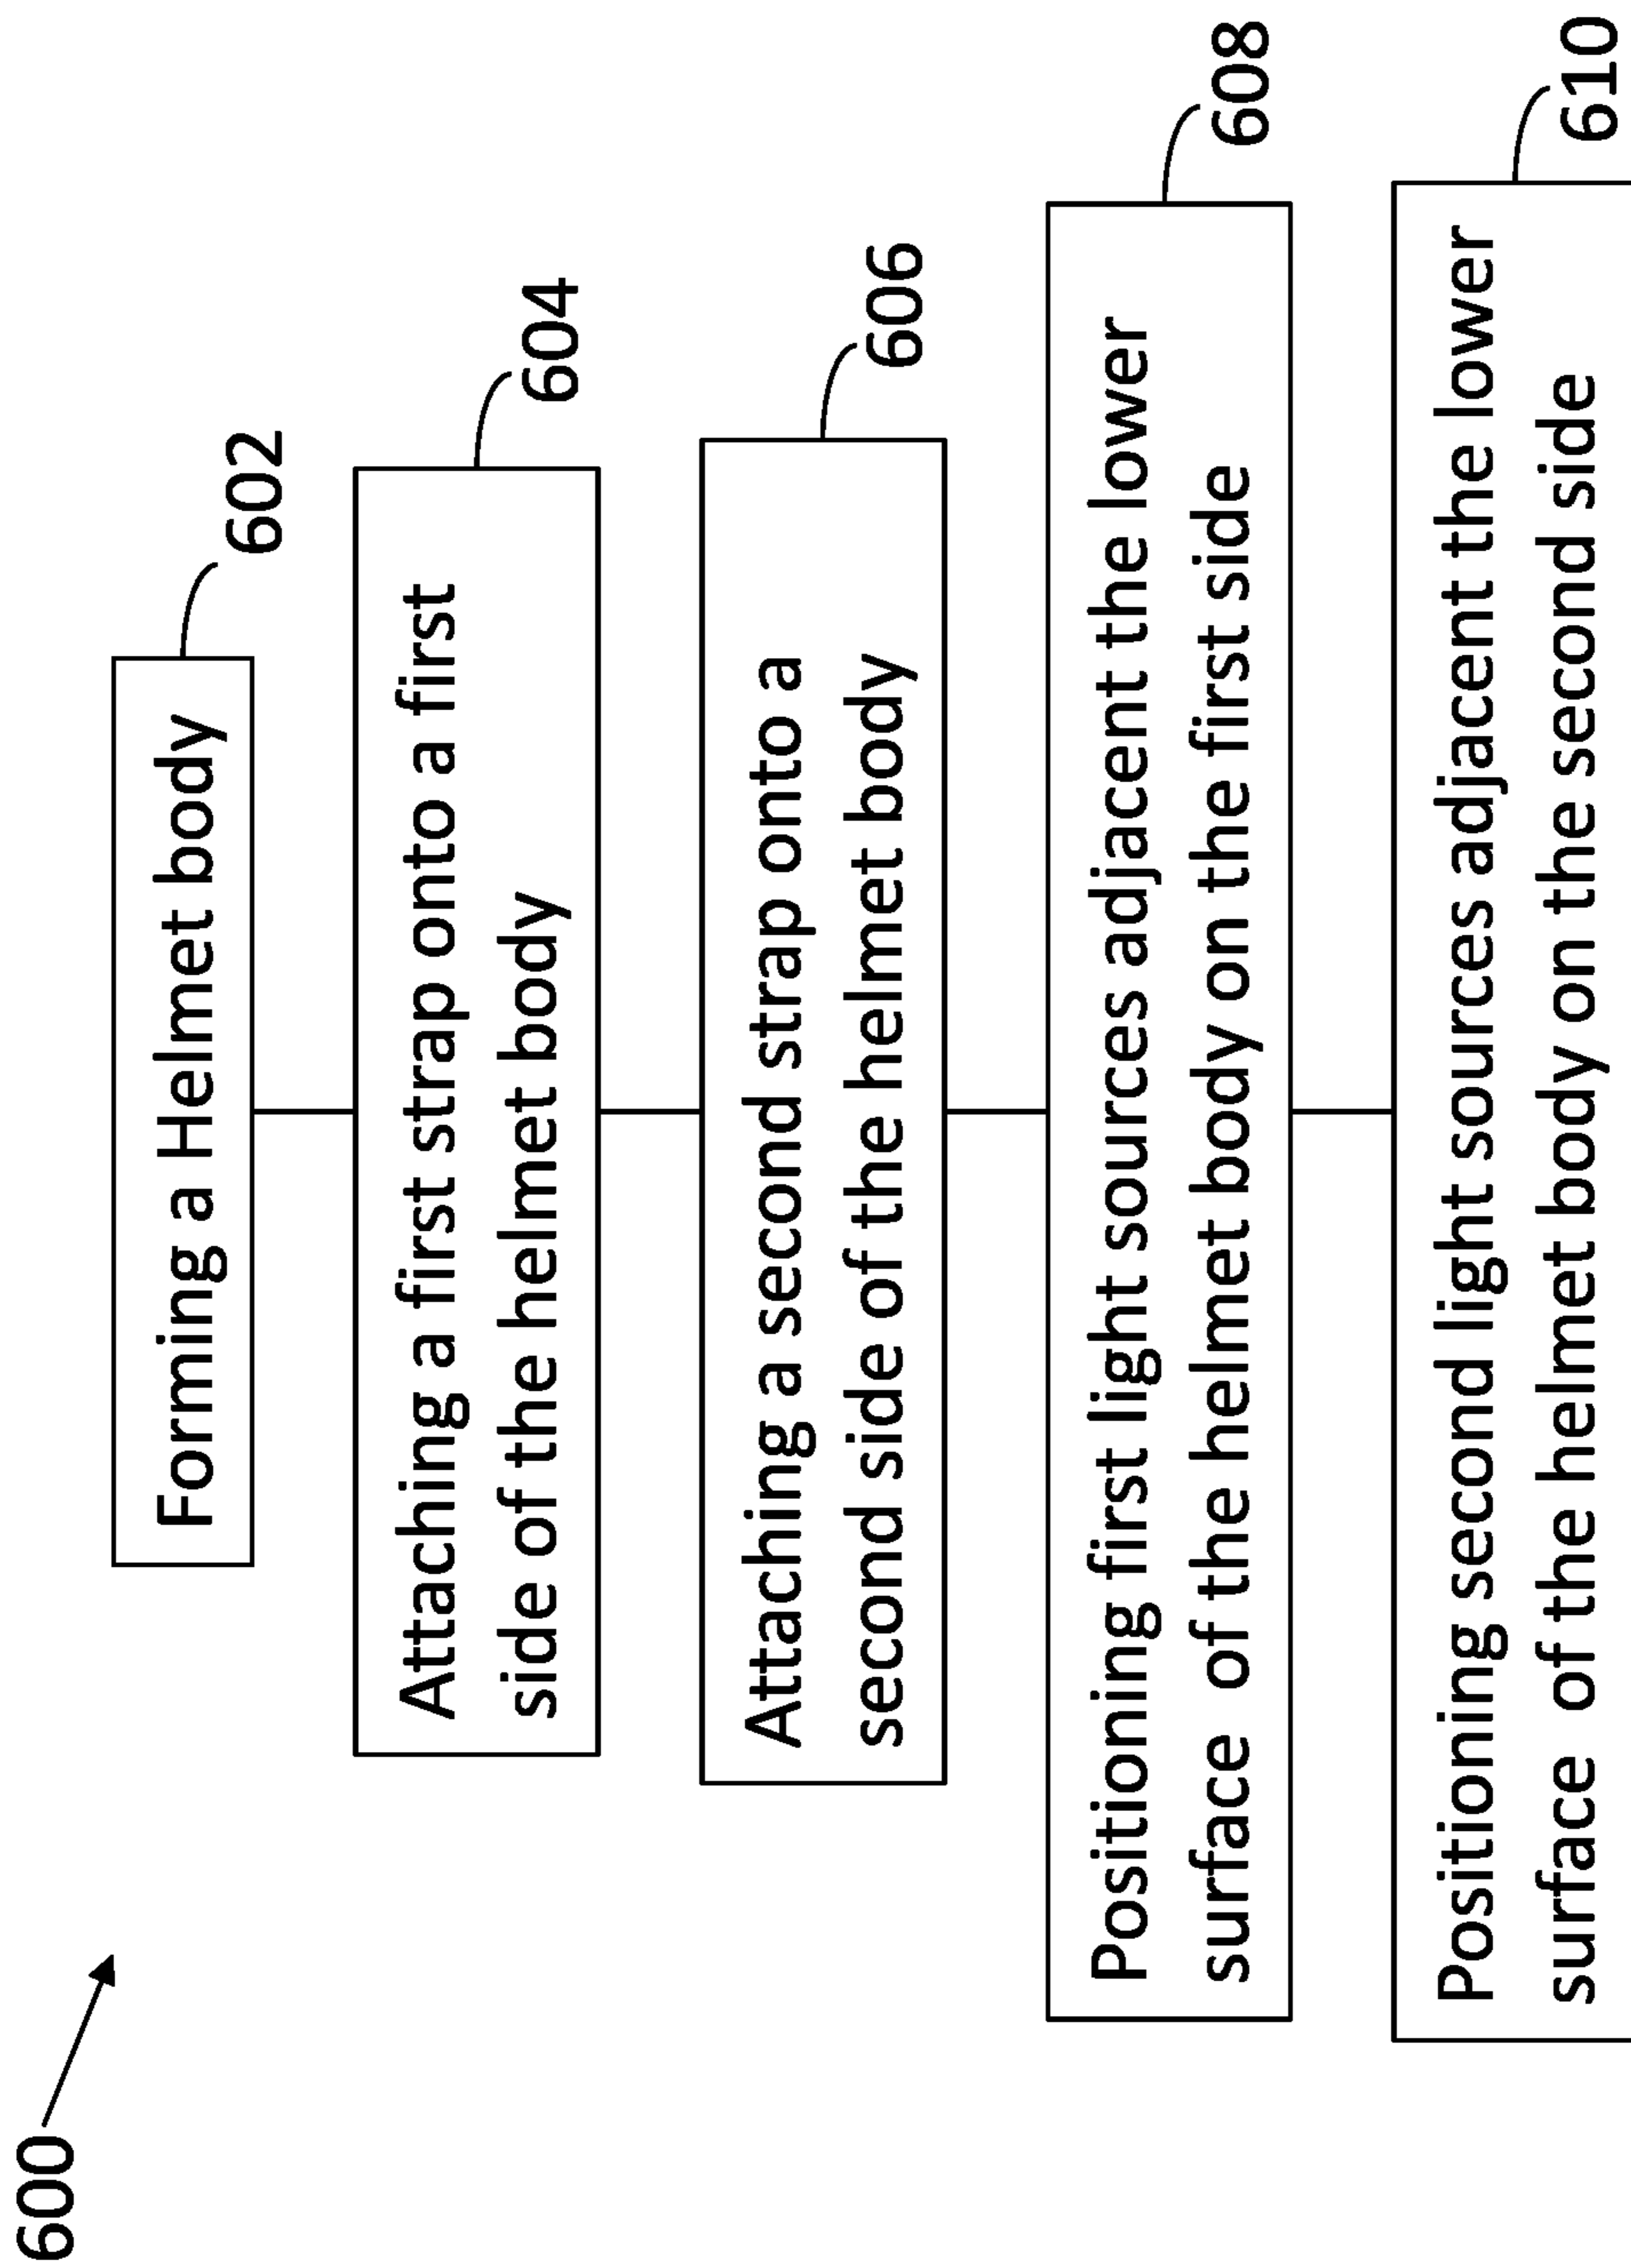 600
Forming a Helmet body
602
Attaching a first strap onto a first
side of the helmet body
604
Attaching a second strap onto a
second side of the helmet body
606
Positioning first light sources adjacent the lower
surface of the helmet body on the first side
608
Positioning second light sources adjacent the lower
surface of the helmet body on the second side
610